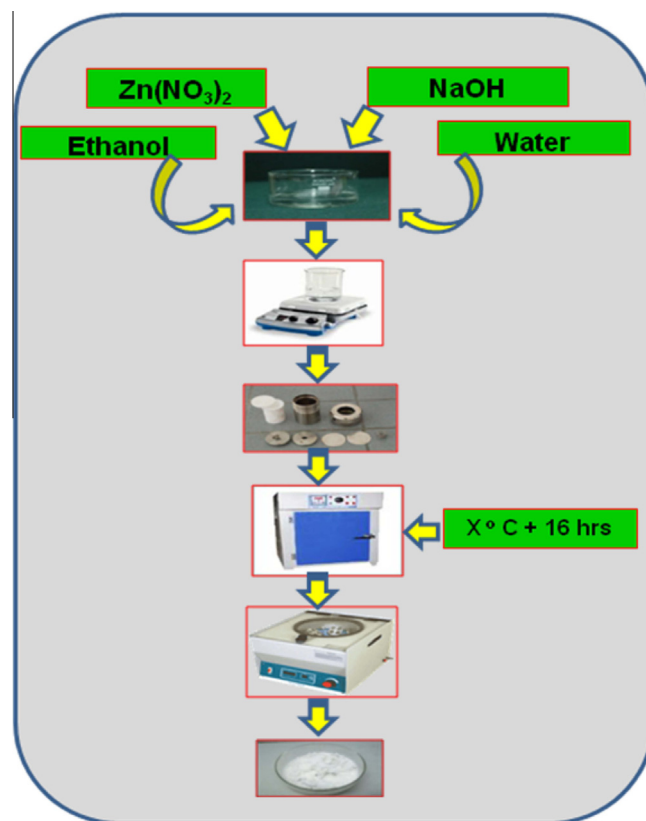 Zn(NO₃)₂
NaOH
Ethanol
Water
X º C + 16 hrs